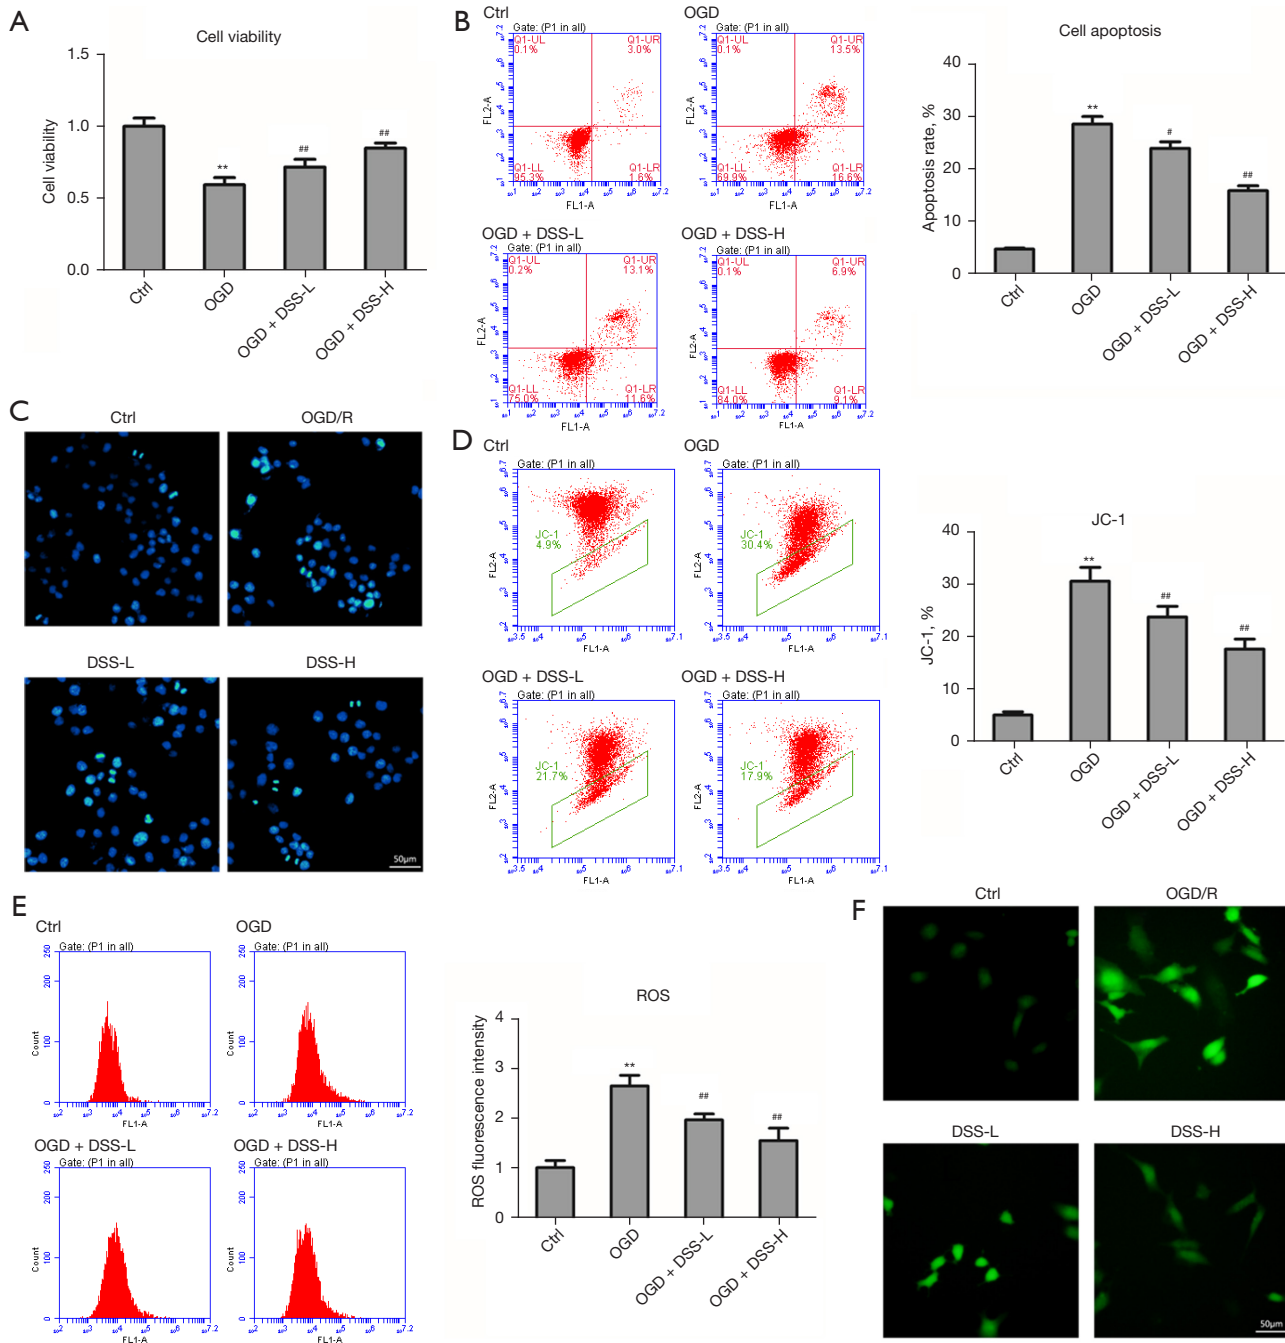 A
Cell viability
Cell viability
1.5
1.0
0.5
0.0
**
##
##
Ctrl
OGD
OGD + DSS-L
OGD + DSS-H
B
Ctrl
Gate: (P1 in all)
Q1-UL
0.1%
Q1-UR
3.0%
Q1-LL
95.3%
Q1-LR
1.6%
FL2-A
FL1-A
OGD
Gate: (P1 in all)
Q1-UL
0.1%
Q1-UR
13.5%
Q1-LL
69.9%
Q1-LR
16.6%
FL2-A
FL1-A
OGD + DSS-L
Gate: (P1 in all)
Q1-UL
0.2%
Q1-UR
13.1%
Q1-LL
75.0%
Q1-LR
11.6%
FL2-A
FL1-A
OGD + DSS-H
Gate: (P1 in all)
Q1-UL
0.1%
Q1-UR
6.9%
Q1-LL
84.0%
Q1-LR
9.1%
FL2-A
FL1-A
Cell apoptosis
Apoptosis rate, %
40
30
20
10
0
**
#
##
Ctrl
OGD
OGD + DSS-L
OGD + DSS-H
C
Ctrl
OGD/R
DSS-L
DSS-H
50μm
D
Ctrl
Gate: (P1 in all)
JC-1
4.9%
FL2-A
FL1-A
OGD
Gate: (P1 in all)
JC-1
30.4%
FL2-A
FL1-A
OGD + DSS-L
Gate: (P1 in all)
JC-1
21.7%
FL2-A
FL1-A
OGD + DSS-H
Gate: (P1 in all)
JC-1
17.9%
FL2-A
FL1-A
JC-1
JC-1, %
40
30
20
10
0
**
##
##
Ctrl
OGD
OGD + DSS-L
OGD + DSS-H
E
Ctrl
Gate: (P1 in all)
Count
FL1-A
OGD
Gate: (P1 in all)
Count
FL1-A
OGD + DSS-L
Gate: (P1 in all)
Count
FL1-A
OGD + DSS-H
Gate: (P1 in all)
Count
FL1-A
ROS
ROS fluorescence intensity
4
3
2
1
0
**
##
##
Ctrl
OGD
OGD + DSS-L
OGD + DSS-H
F
Ctrl
OGD/R
DSS-L
DSS-H
50μm